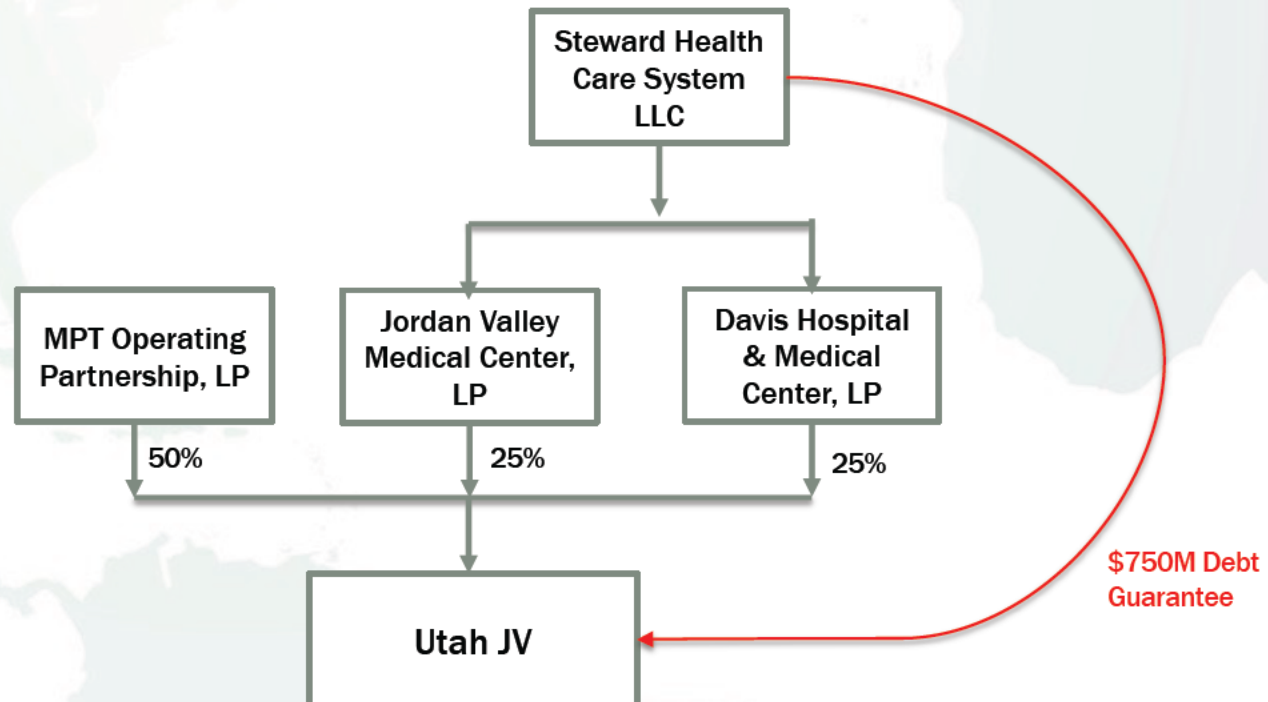 Steward Health
Care System
LLC
MPT Operating
Partnership, LP
Jordan Valley
Medical Center,
LP
Davis Hospital
& Medical
Center, LP
50%
25%
25%
$750M Debt
Guarantee
Utah JV